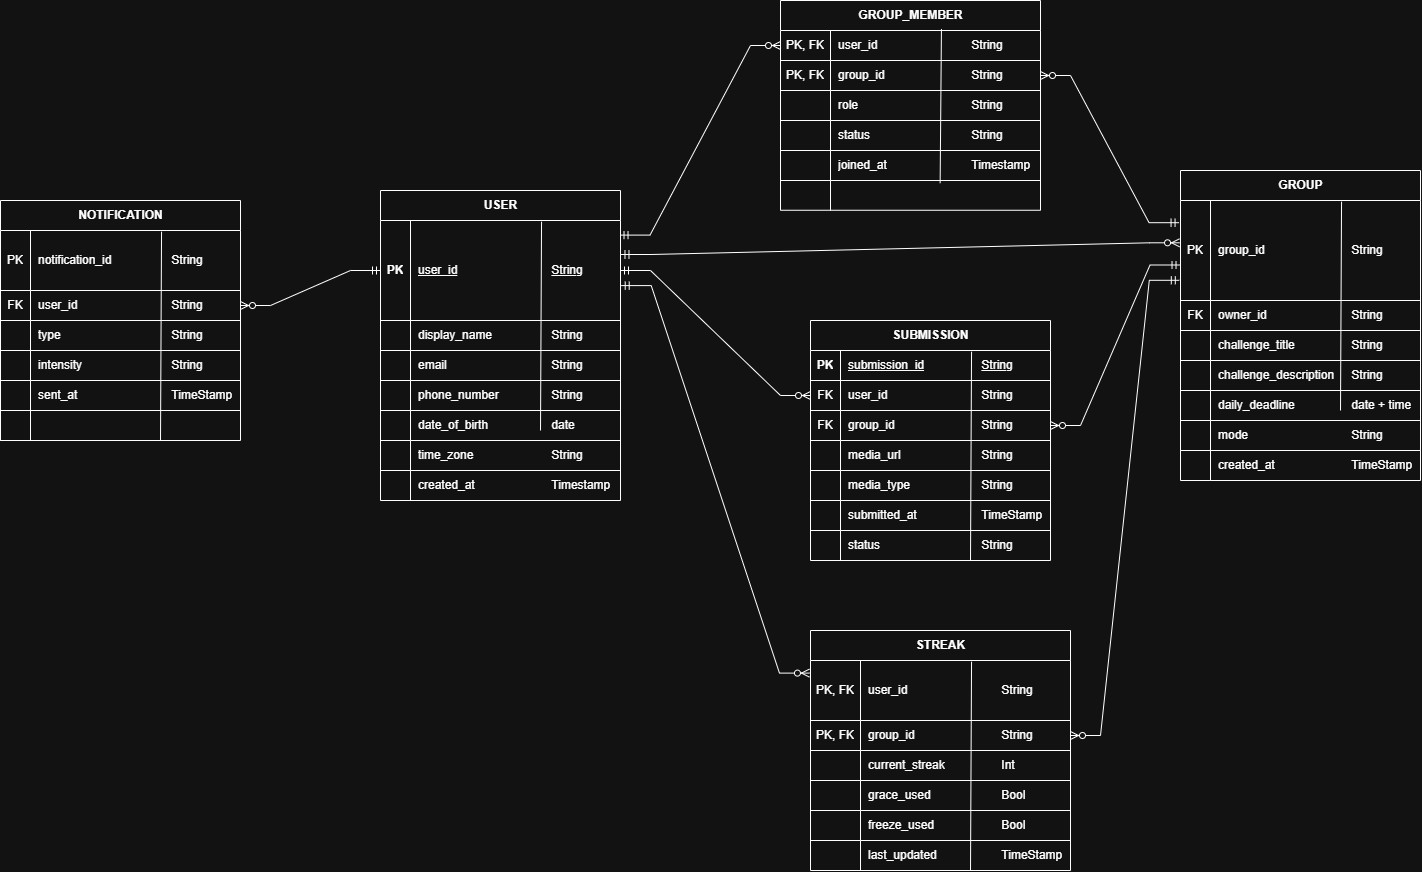 GROUP_MEMBER
PK, FK user_id String
PK, FK group_id String
role String
status String
joined_at Timestamp
GROUP
PK group_id String
FK owner_id String
challenge_title String
challenge_description String
daily_deadline date + time
mode String
created_at TimeStamp
USER
PK user_id String
display_name String
email String
phone_number String
date_of_birth date
time_zone String
created_at Timestamp
NOTIFICATION
PK notification_id String
FK user_id String
type String
intensity String
sent_at TimeStamp
SUBMISSION
PK submission_id String
FK user_id String
FK group_id String
media_url String
media_type String
submitted_at TimeStamp
status String
STREAK
PK, FK user_id String
PK, FK group_id String
current_streak Int
grace_used Bool
freeze_used Bool
last_updated TimeStamp